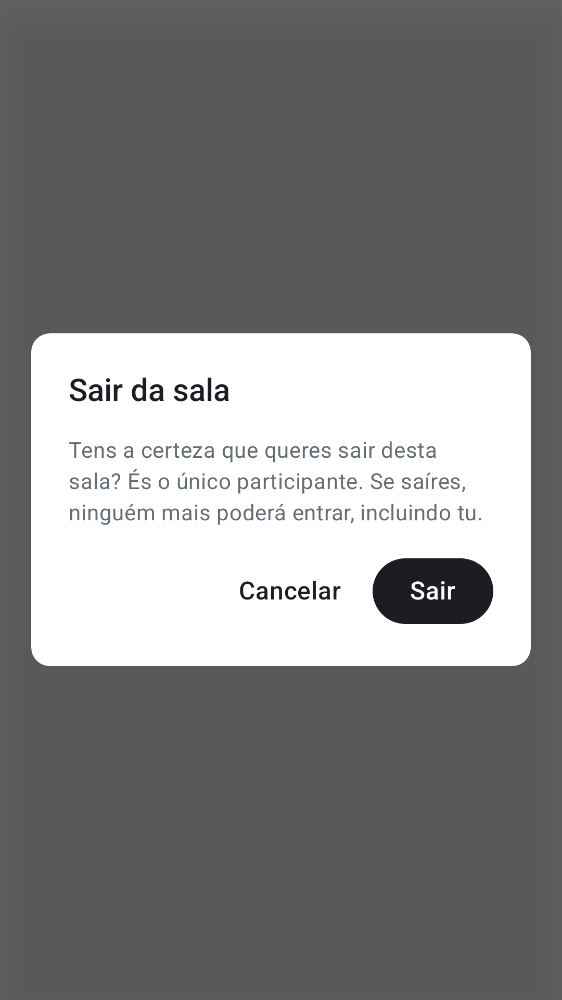 Sair da sala
Tens a certeza que queres sair desta
sala? És o único participante. Se saíres,
ninguém mais poderá entrar, incluindo tu.
Cancelar
Sair